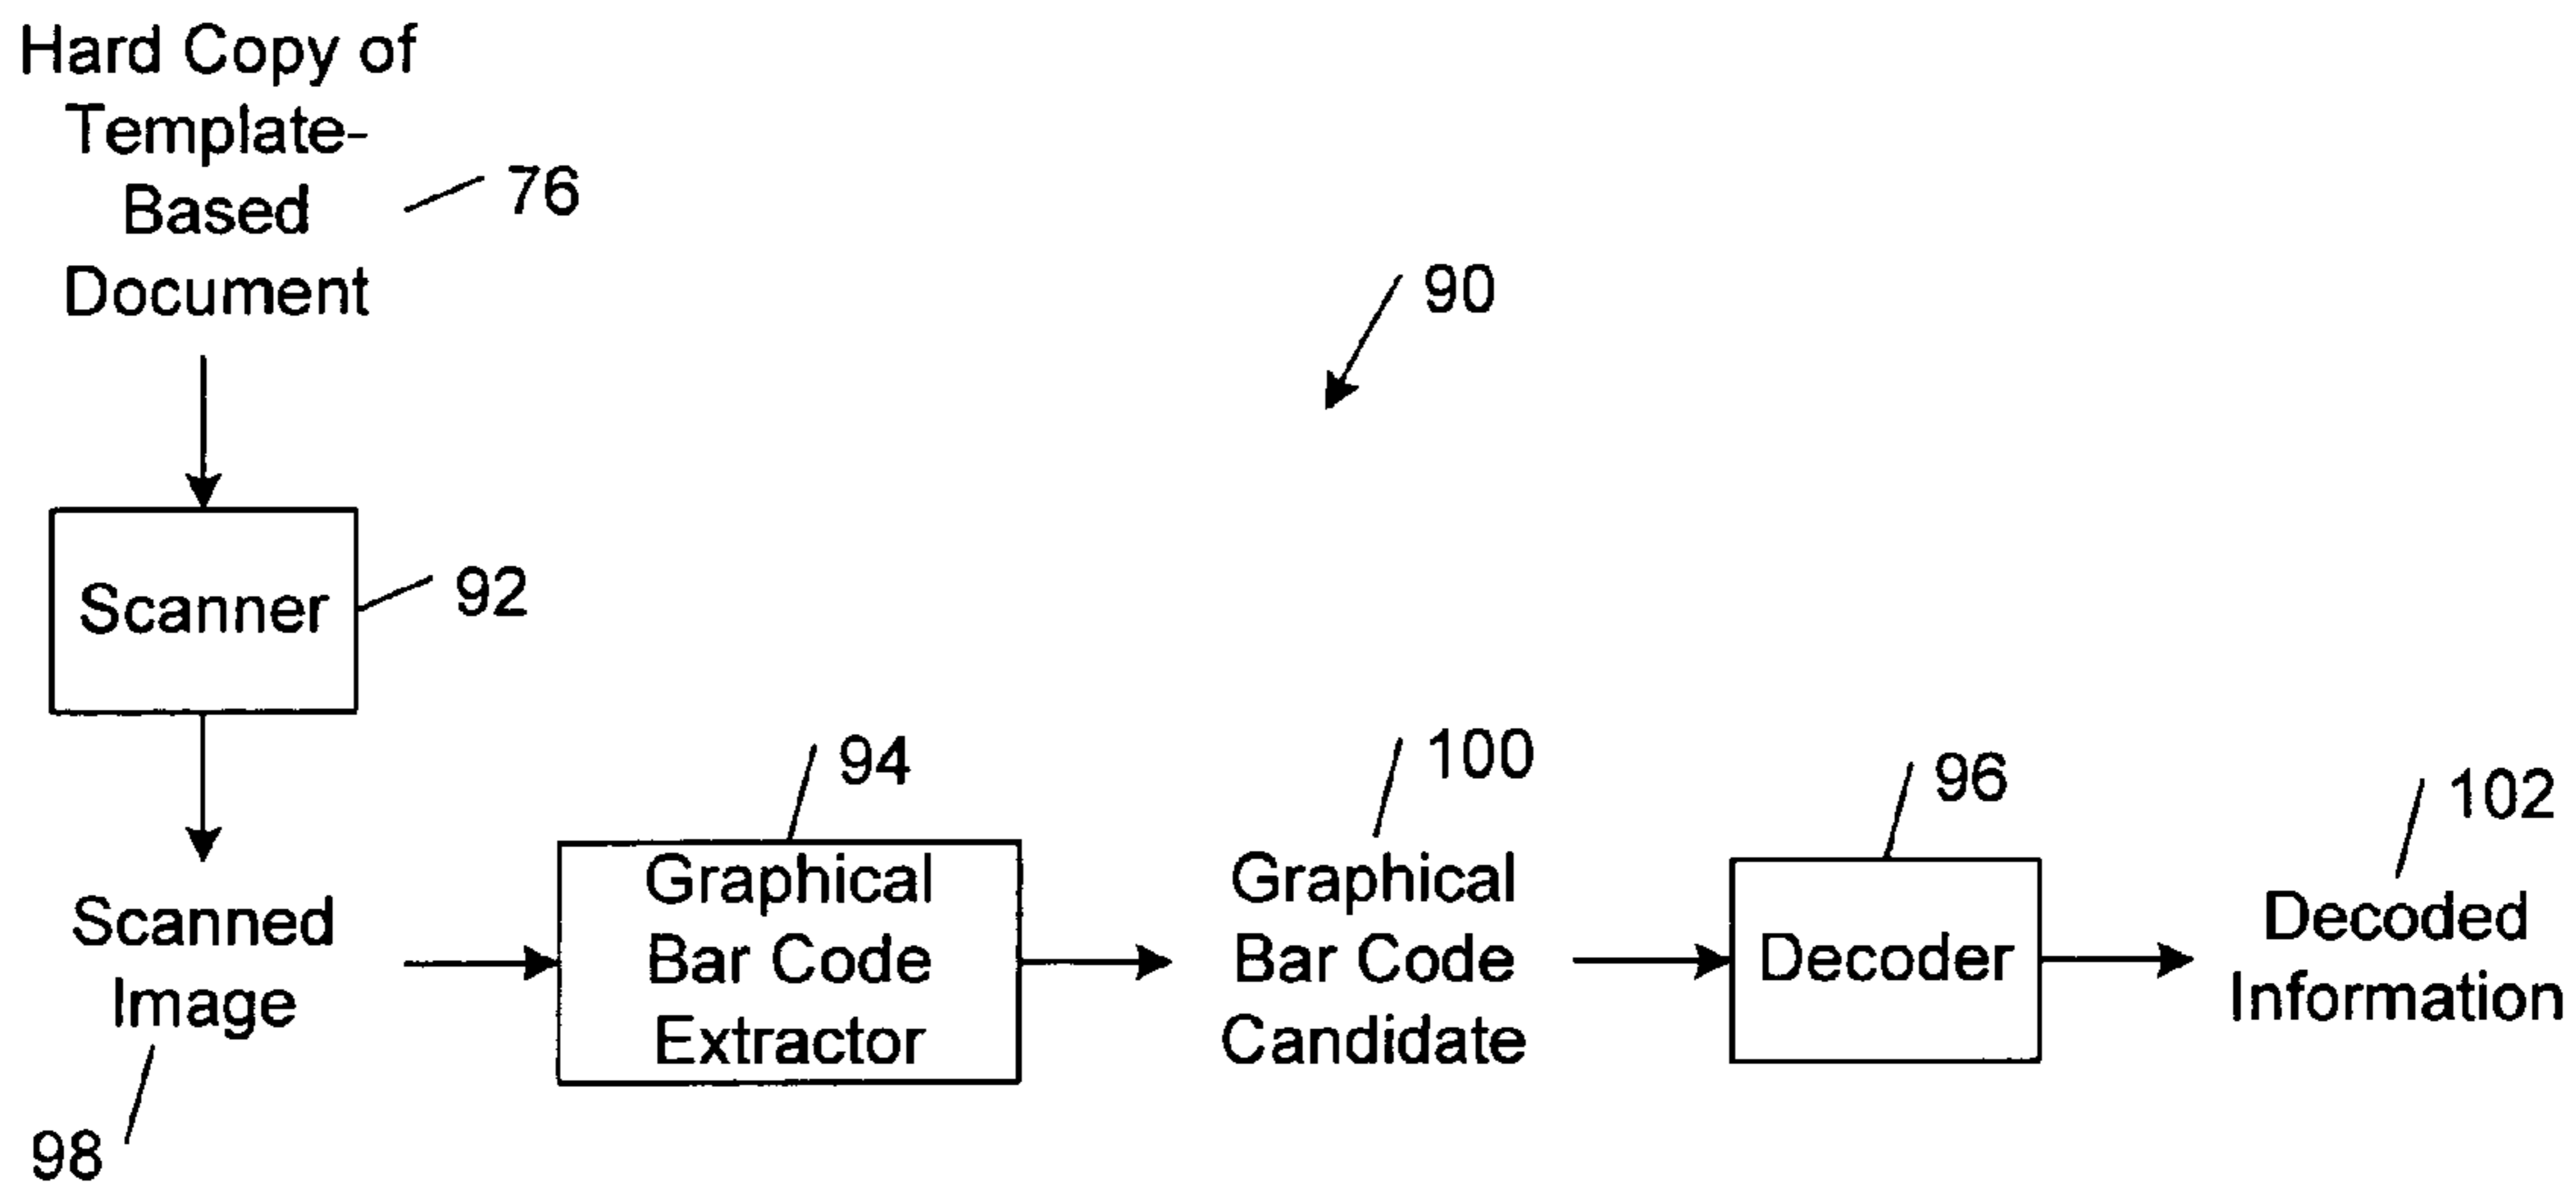 Hard Copy of
Template-
Based
Document
76
90
Scanner
92
Scanned
Image
98
94
Graphical
Bar Code
Extractor
100
Graphical
Bar Code
Candidate
96
Decoder
102
Decoded
Information